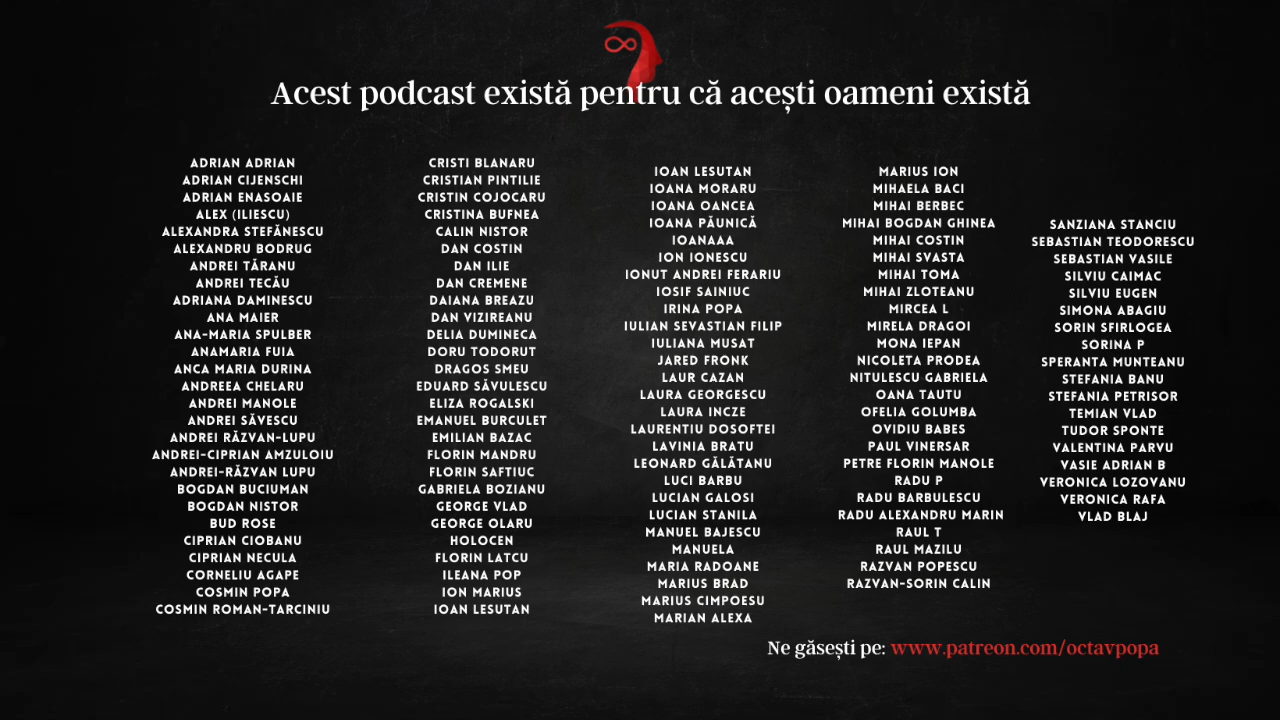 Acest podcast există pentru că acești oameni există
ADRIAN ADRIAN
ADRIAN CIJENSCHI
ADRIAN ENASOAIE
ALEX (ILIESCU)
ALEXANDRA STEFĂNESCU
ALEXANDRU BODRUG
ANDREI TĂRANU
ANDREI TECĂU
ADRIANA DAMINESCU
ANA MAIER
ANA-MARIA SPULBER
ANAMARIA FUIA
ANCA MARIA DURINA
ANDREEA CHELARU
ANDREI MANOLE
ANDREI SĂVESCU
ANDREI RĂZVAN-LUPU
ANDREI-CIPRIAN AMZULOIU
ANDREI-RĂZVAN LUPU
BOGDAN BUCIUMAN
BOGDAN NISTOR
BUD ROSE
CIPRIAN CIOBANU
CIPRIAN NECULA
CORNELIU AGAPE
COSMIN POPA
COSMIN ROMAN-TARCINIU
CRISTI BLANARU
CRISTIAN PINTILIE
CRISTIN COJOCARU
CRISTINA BUFNEA
CALIN NISTOR
DAN COSTIN
DAN ILIE
DAN CREMENE
DAIANA BREAZU
DAN VIZIREANU
DELIA DUMINECA
DORU TODORUT
DRAGOS SMEU
EDUARD SĂVULESCU
ELIZA ROGALSKI
EMANUEL BURCULET
EMILIAN BAZAC
FLORIN MANDRU
FLORIN SAFTIUC
GABRIELA BOZIANU
GEORGE VLAD
GEORGE OLARU
HOLOCEN
FLORIN LATCU
ILEANA POP
ION MARIUS
IOAN LESUTAN
IOAN LESUTAN
IOANA MORARU
IOANA OANCEA
IOANA PĂUNICĂ
IOANAAA
ION IONESCU
IONUT ANDREI FERARIU
IOSIF SAINIUC
IRINA POPA
IULIAN SEVASTIAN FILIP
IULIANA MUSAT
JARED FRONK
LAUR CAZAN
LAURA GEORGESCU
LAURA INCZE
LAURENTIU DOSOFTEI
LAVINIA BRATU
LEONARD GĂLĂTANU
LUCI BARBU
LUCIAN GALOSI
LUCIAN STANILA
MANUEL BAJESCU
MANUELA
MARIA RADOANE
MARIUS BRAD
MARIUS CIMPOESU
MARIAN ALEXA
MARIUS ION
MIHAELA BACI
MIHAI BERBEC
MIHAI BOGDAN GHINEA
MIHAI COSTIN
MIHAI SVASTA
MIHAI TOMA
MIHAI ZLOTEANU
MIRCEA L
MIRELA DRAGOI
MONA IEPAN
NICOLETA PRODEA
NITULESCU GABRIELA
OANA TAUTU
OFELIA GOLUMBA
OVIDIU BABES
PAUL VINERSAR
PETRE FLORIN MANOLE
RADU P
RADU BARBULESCU
RADU ALEXANDRU MARIN
RAUL T
RAUL MAZILU
RAZVAN POPESCU
RAZVAN-SORIN CALIN
SANZIANA STANCIU
SEBASTIAN TEODORESCU
SEBASTIAN VASILE
SILVIU CAIMAC
SILVIU EUGEN
SIMONA ABAGIU
SORIN SFIRLOGEA
SORINA P
SPERANTA MUNTEANU
STEFANIA BANU
STEFANIA PETRISOR
TEMIAN VLAD
TUDOR SPONTE
VALENTINA PARVU
VASIE ADRIAN B
VERONICA LOZOVANU
VERONICA RAFA
VLAD BLAJ
Ne găsești pe: www.patreon.com/octavpopa